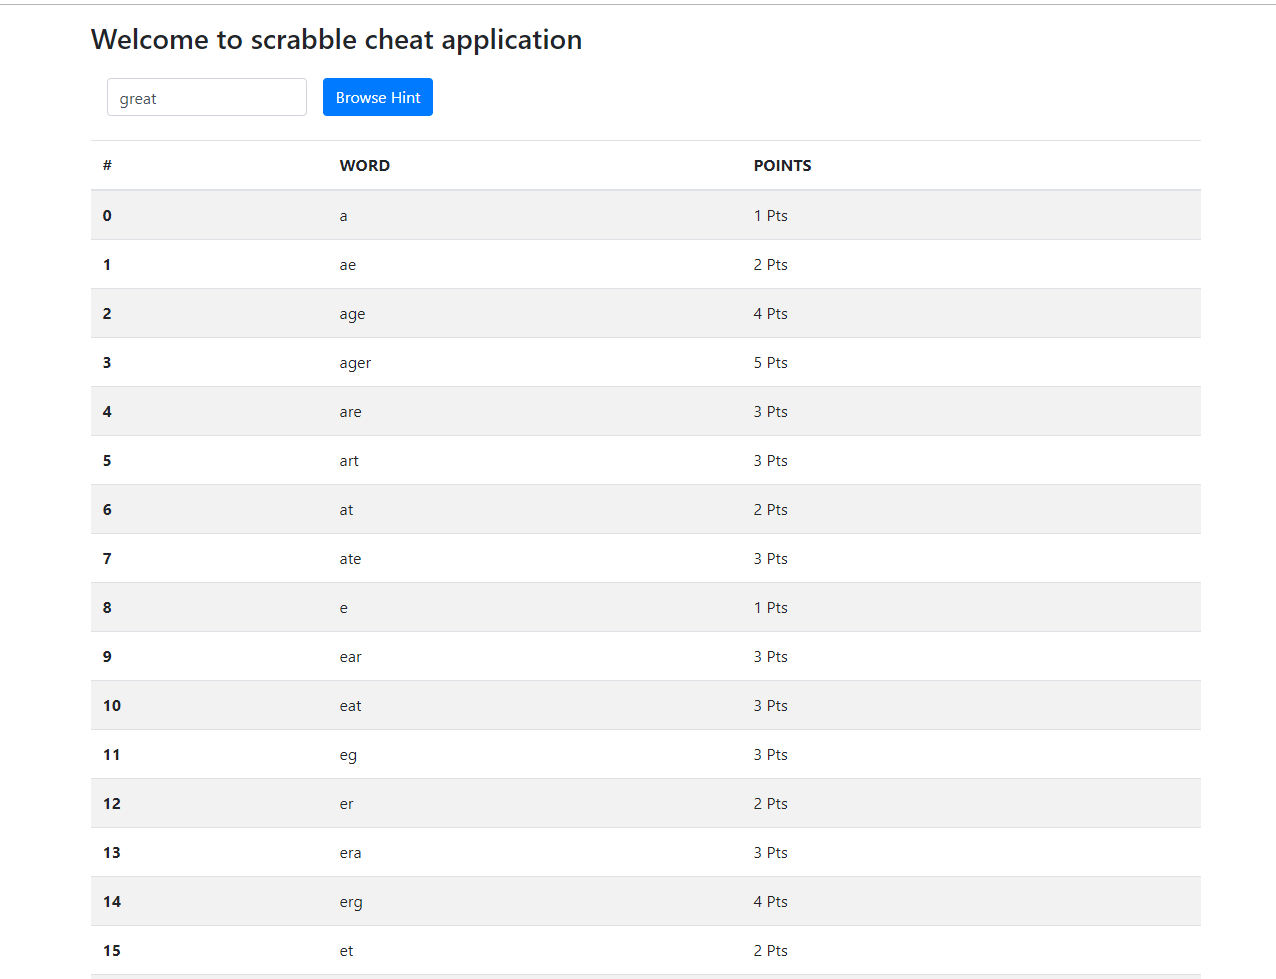 Welcome to scrabble cheat application
great Browse Hint
# WORD POINTS
0 a 1 Pts
1 ae 2 Pts
2 age 4 Pts
3 ager 5 Pts
4 are 3 Pts
5 art 3 Pts
6 at 2 Pts
7 ate 3 Pts
8 e 1 Pts
9 ear 3 Pts
10 eat 3 Pts
11 eg 3 Pts
12 er 2 Pts
13 era 3 Pts
14 erg 4 Pts
15 et 2 Pts